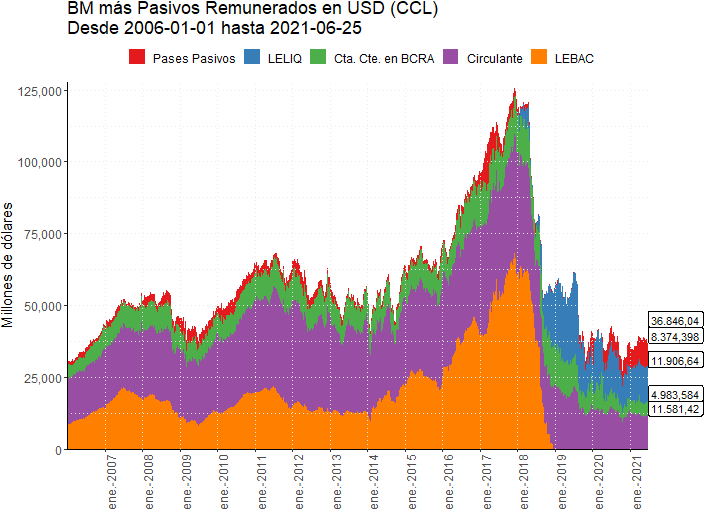 BM más Pasivos Remunerados en USD (CCL)
Desde 2006-01-01 hasta 2021-06-25
Pases Pasivos LELIQ Cta. Cte. en BCRA Circulante LEBAC
Millones de dólares
125,000
100,000
75,000
50,000
25,000
0
36.846,04
8.374,398
11.906,64
4.983,584
11.581,42
ene.-2007
ene.-2008
ene.-2009
ene.-2010
ene.-2011
ene.-2012
ene.-2013
ene.-2014
ene.-2015
ene.-2016
ene.-2017
ene.-2018
ene.-2019
ene.-2020
ene.-2021